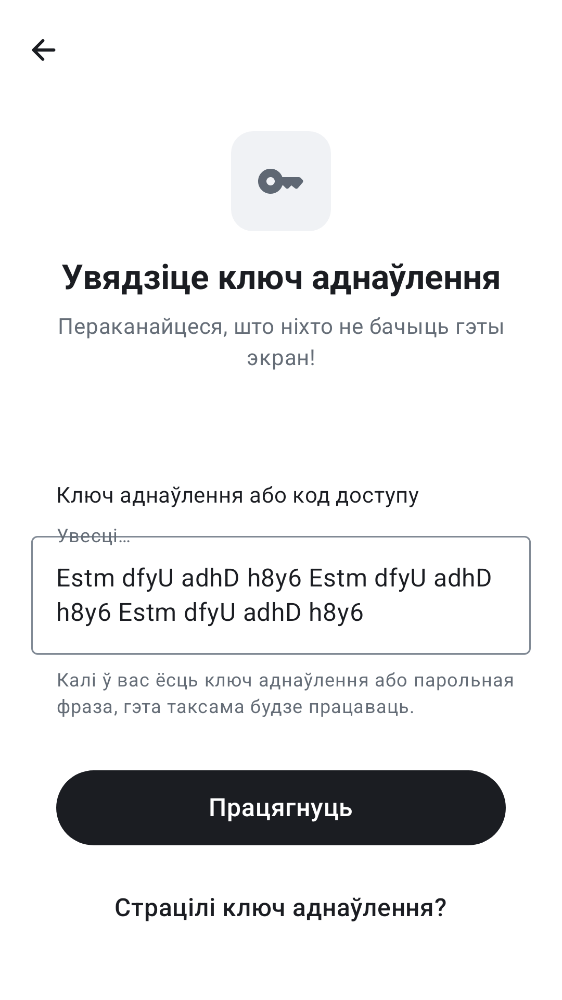 Увядзіце ключ аднаўлення
Пераканайцеся, што ніхто не бачыць гэты
экран!
Ключ аднаўлення або код доступу
Увесці...
Estm dfyU adhD h8y6 Estm dfyU adhD
h8y6 Estm dfyU adhD h8y6
Калі ў вас ёсць ключ аднаўлення або парольная
фраза, гэта таксама будзе працаваць.
Працягнуць
Страцілі ключ аднаўлення?